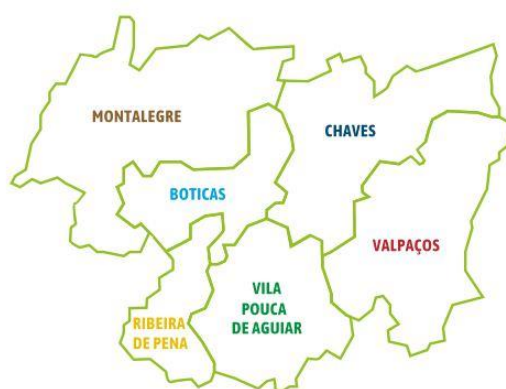 MONTALEGRE
CHAVES
BOTICAS
VALPAÇOS
VILA
POUCA
DE AGUIAR
RIBEIRA
DE PENA